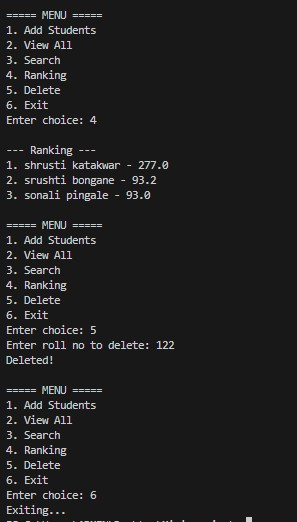 ===== MENU =====
1. Add Students
2. View All
3. Search
4. Ranking
5. Delete
6. Exit
Enter choice: 4
--- Ranking ---
1. shrusti katakwar - 277.0
2. srushti bongane - 93.2
3. sonali pingale - 93.0
===== MENU =====
1. Add Students
2. View All
3. Search
4. Ranking
5. Delete
6. Exit
Enter choice: 5
Enter roll no to delete: 122
Deleted!
===== MENU =====
1. Add Students
2. View All
3. Search
4. Ranking
5. Delete
6. Exit
Enter choice: 6
Exiting...